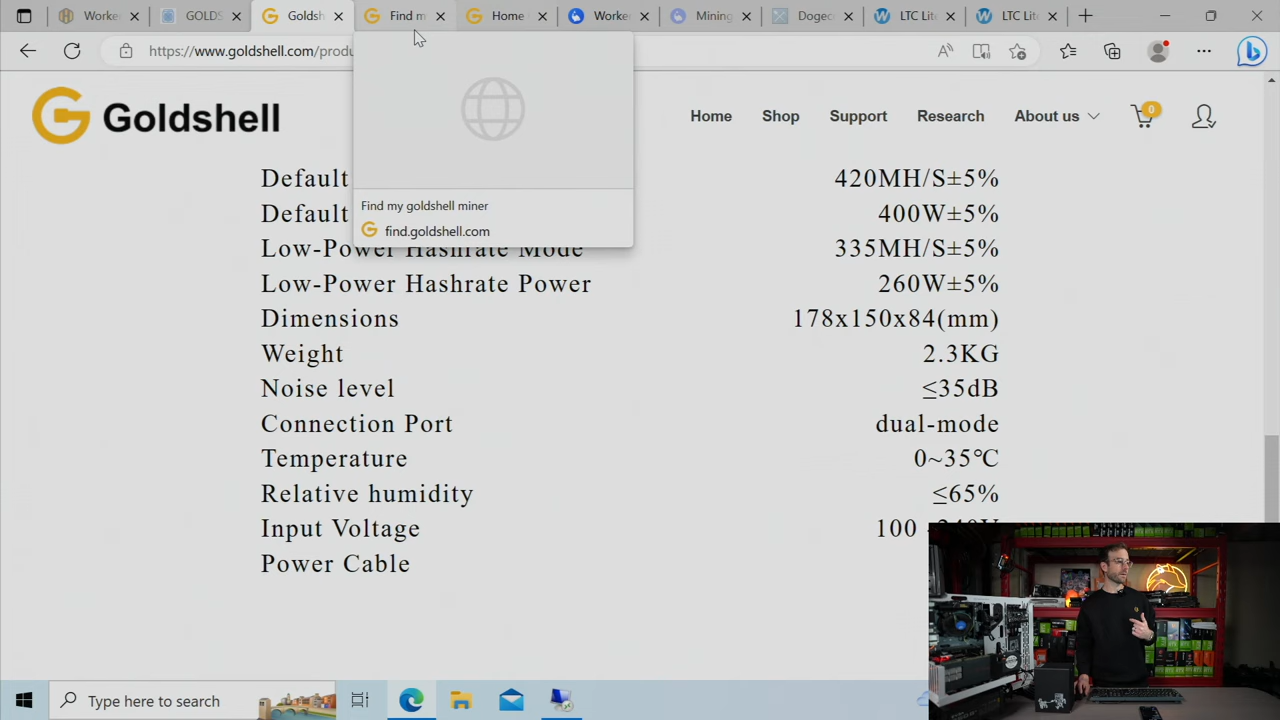 Worke
GOLDS
Goldsh
Find m
Home
Worke
Mining
Dogec
LTC Lit
LTC Lit
https://www.goldshell.com/produ
Goldshell
Home
Shop
Support
Research
About us
0
Default
420MH/S±5%
Default
400W±5%
Low-Power Hashrate Mode
335MH/S±5%
Low-Power Hashrate Power
260W±5%
Dimensions
178x150x84(mm)
Weight
2.3KG
Noise level
≤35dB
Connection Port
dual-mode
Temperature
0~35℃
Relative humidity
≤65%
Input Voltage
100
Power Cable
Find my goldshell miner
find.goldshell.com
Type here to search